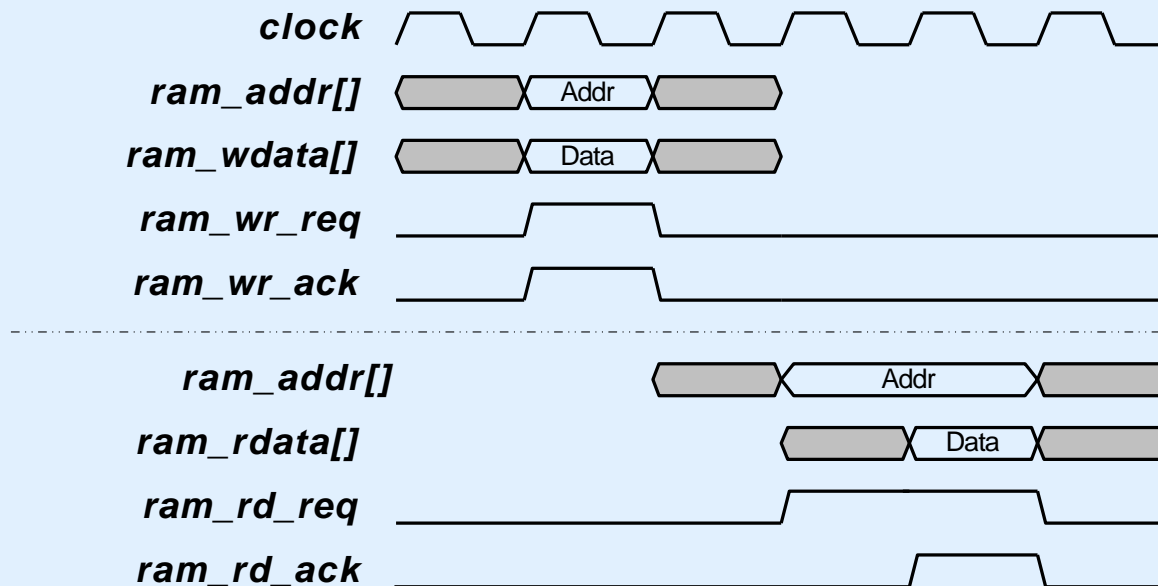 clock
ram_addr[] Addr
ram_wdata[] Data
ram_wr_req
ram_wr_ack
ram_addr[] Addr
ram_rdata[] Data
ram_rd_req
ram_rd_ack